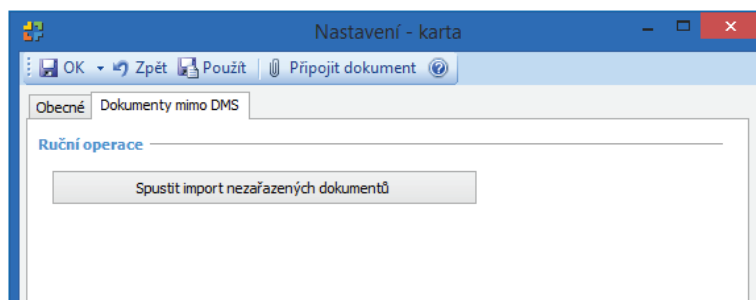 Nastavení - karta
OK Zpět Použít Připojit dokument
Obecné Dokumenty mimo DMS
Ruční operace
Spustit import nezařazených dokumentů